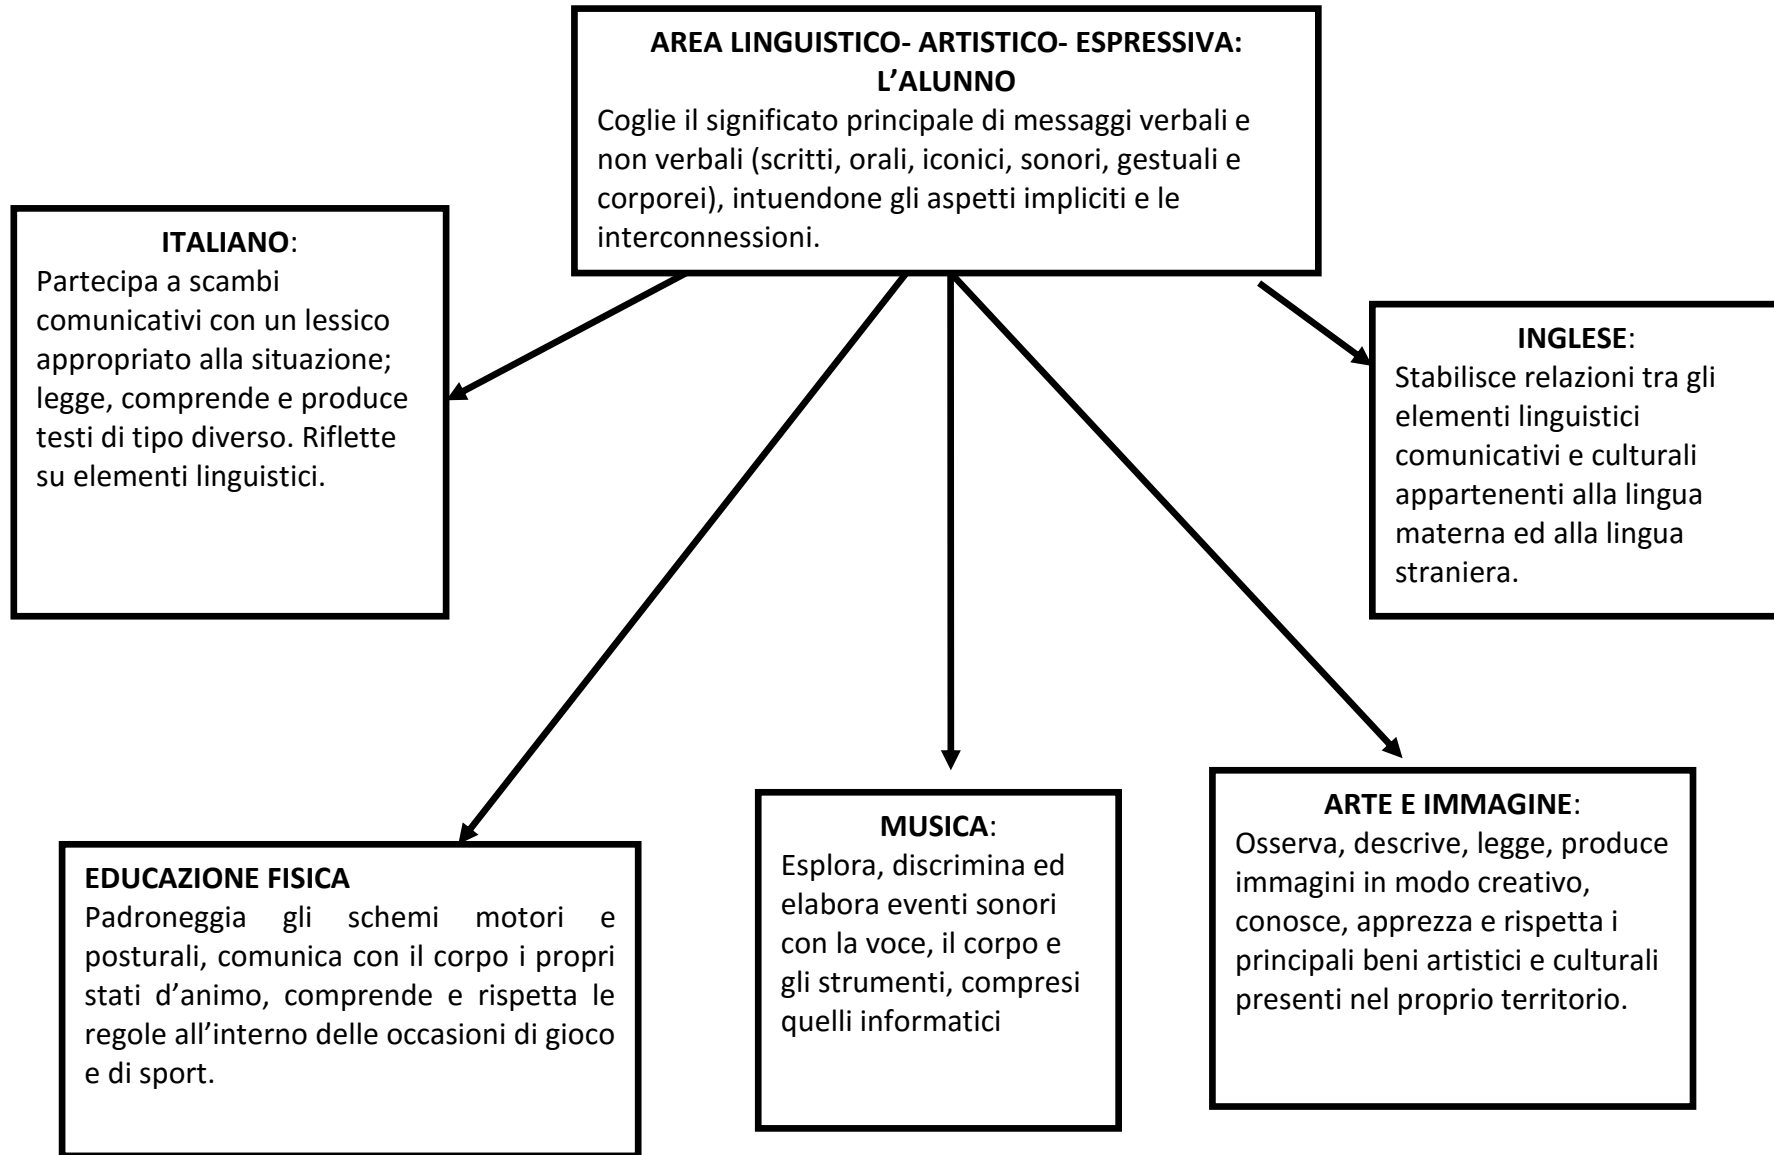 AREA LINGUISTICO- ARTISTICO- ESPRESSIVA:
L’ALUNNO
Coglie il significato principale di messaggi verbali e
non verbali (scritti, orali, iconici, sonori, gestuali e
corporei), intuendone gli aspetti impliciti e le
interconnessioni.
ITALIANO:
Partecipa a scambi
comunicativi con un lessico
appropriato alla situazione;
legge, comprende e produce
testi di tipo diverso. Riflette
su elementi linguistici.
INGLESE:
Stabilisce relazioni tra gli
elementi linguistici
comunicativi e culturali
appartenenti alla lingua
materna ed alla lingua
straniera.
EDUCAZIONE FISICA
Padroneggia gli schemi motori e
posturali, comunica con il corpo i propri
stati d’animo, comprende e rispetta le
regole all’interno delle occasioni di gioco
e di sport.
MUSICA:
Esplora, discrimina ed
elabora eventi sonori
con la voce, il corpo e
gli strumenti, compresi
quelli informatici
ARTE E IMMAGINE:
Osserva, descrive, legge, produce
immagini in modo creativo,
conosce, apprezza e rispetta i
principali beni artistici e culturali
presenti nel proprio territorio.